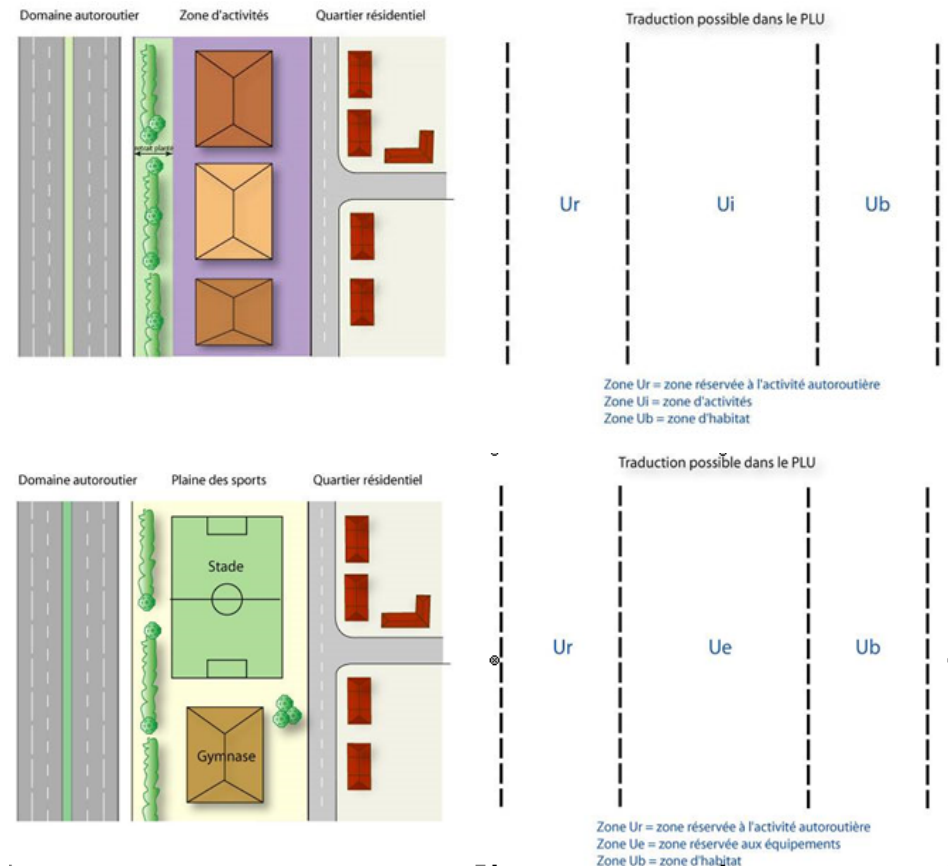 Domaine autoroutier
Zone d'activités
Quartier résidentiel
retrait planté
Traduction possible dans le PLU
Ur
Ui
Ub
Zone Ur = zone réservée à l'activité autoroutière
Zone Ui = zone d'activités
Zone Ub = zone d'habitat
Domaine autoroutier
Plaine des sports
Quartier résidentiel
Stade
Gymnase
Traduction possible dans le PLU
Ur
Ue
Ub
Zone Ur = zone réservée à l'activité autoroutière
Zone Ue = zone réservée aux équipements
Zone Ub = zone d'habitat